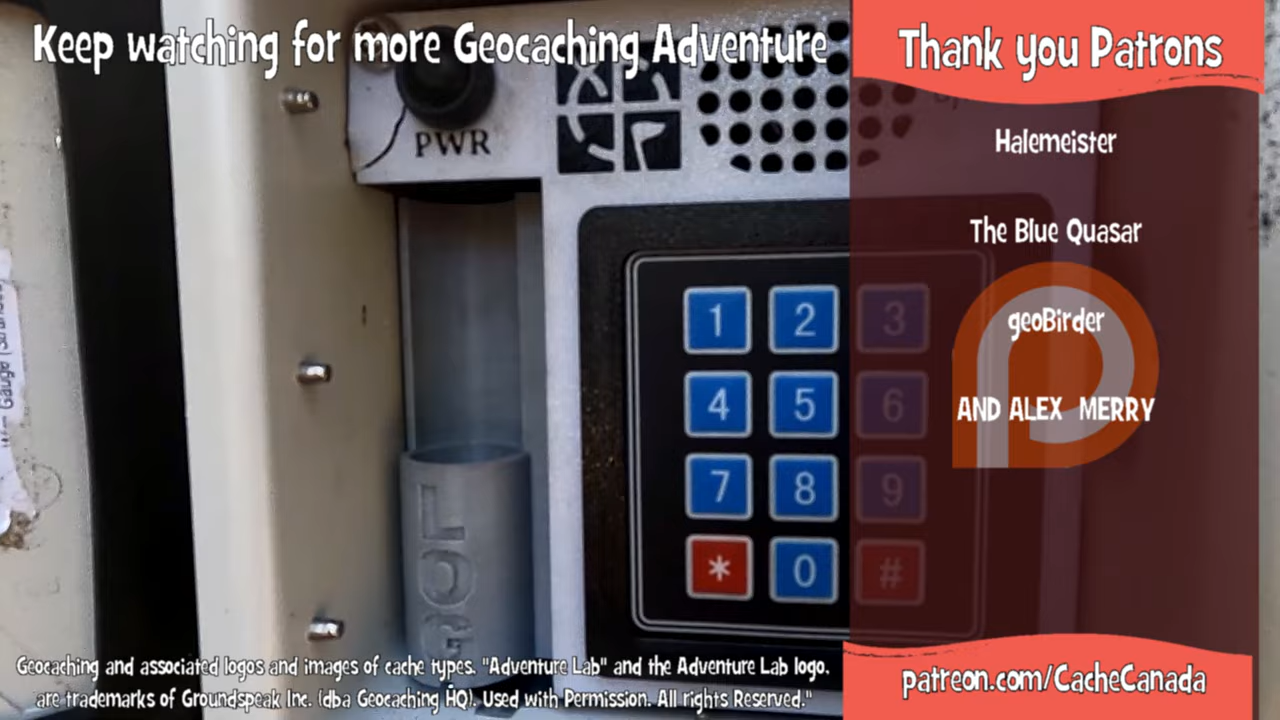 Keep watching for more Geocaching Adventure
Thank you Patrons
PWR
Halemeister
The Blue Quasar
geoBirder
AND ALEX MERRY
1 2 3
4 5 6
7 8 9
* 0 #
LOG
Geocaching and associated logos and images of cache types. "Adventure Lab" and the Adventure Lab logo.
are trademarks of Groundspeak Inc. (dba Geocaching HQ). Used with Permission. All rights Reserved."
patreon.com/CacheCanada